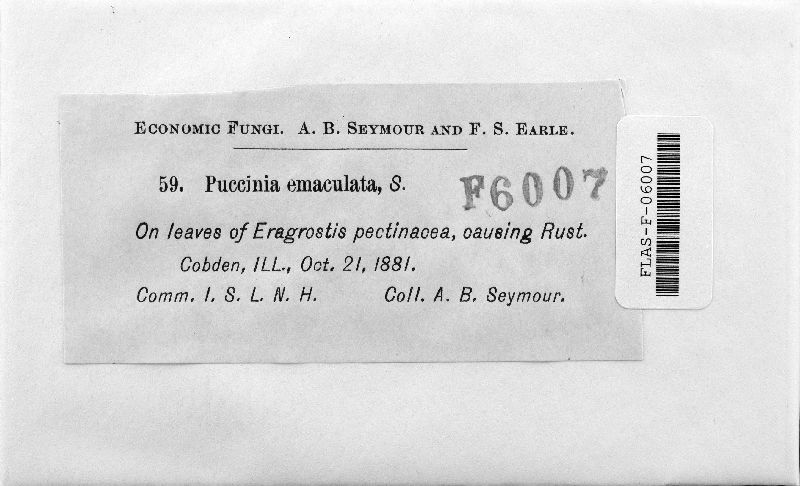 ECONOMIC FUNGI. A. B. SEYMOUR AND F. S. EARLE.
59. Puccinia emaculata, S.
F6007
On leaves of Eragrostis pectinacea, causing Rust.
Cobden, ILL., Oct. 21, 1881.
Comm. I. S. L. N. H. Coll. A. B. Seymour.
FLAS-F-06007